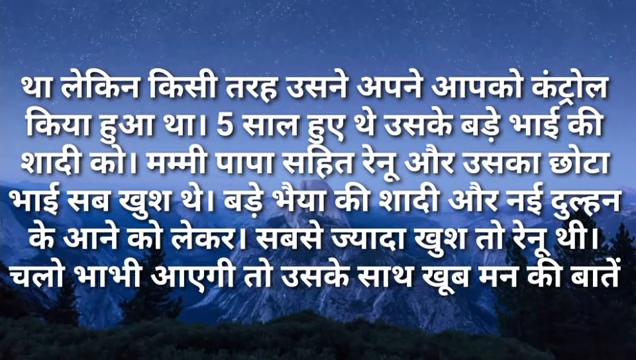 था लेकिन किसी तरह उसने अपने आपको कंट्रोल
किया हुआ था। 5 साल हुए थे उसके बड़े भाई की
शादी को। मम्मी पापा सहित रेनू और उसका छोटा
भाई सब खुश थे। बड़े भैया की शादी और नई दुल्हन
के आने को लेकर। सबसे ज्यादा खुश तो रेनू थी।
चलो भाभी आएगी तो उसके साथ खूब मन की बातें